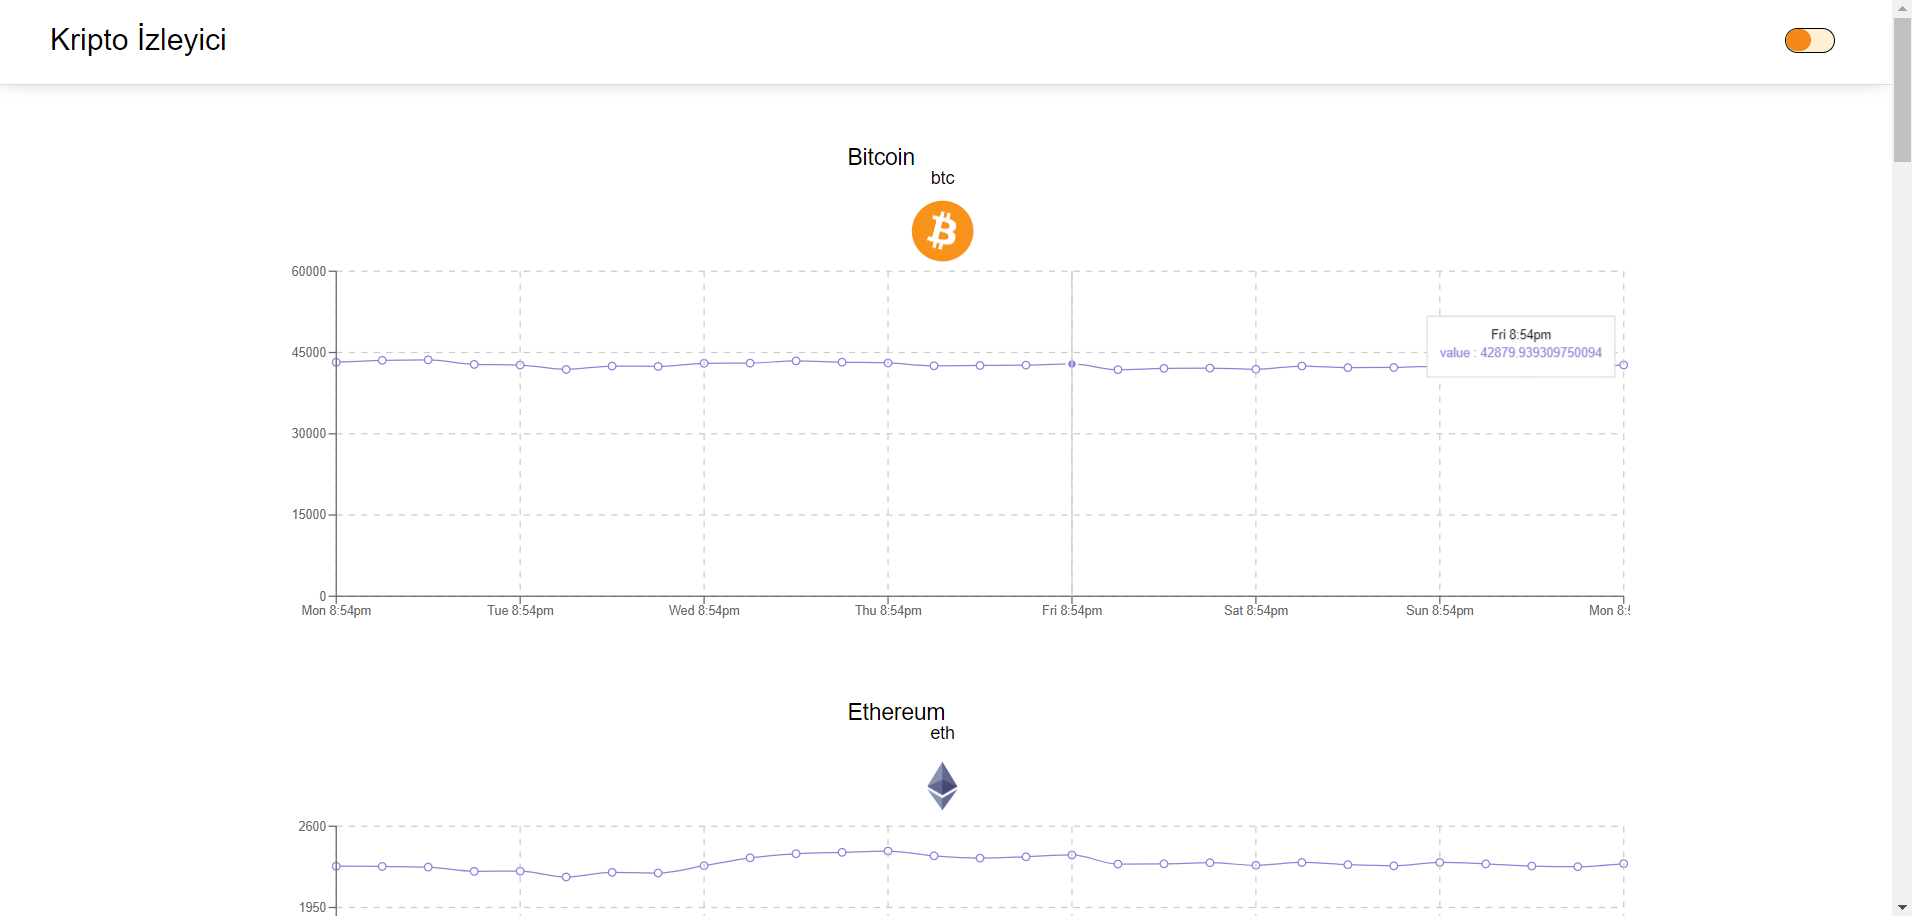 Kripto İzleyici
Bitcoin
btc
60000
45000
30000
15000
0
Fri 8:54pm
value : 42879.939309750094
Mon 8:54pm Tue 8:54pm Wed 8:54pm Thu 8:54pm Fri 8:54pm Sat 8:54pm Sun 8:54pm Mon 8:5
Ethereum
eth
2600
1950